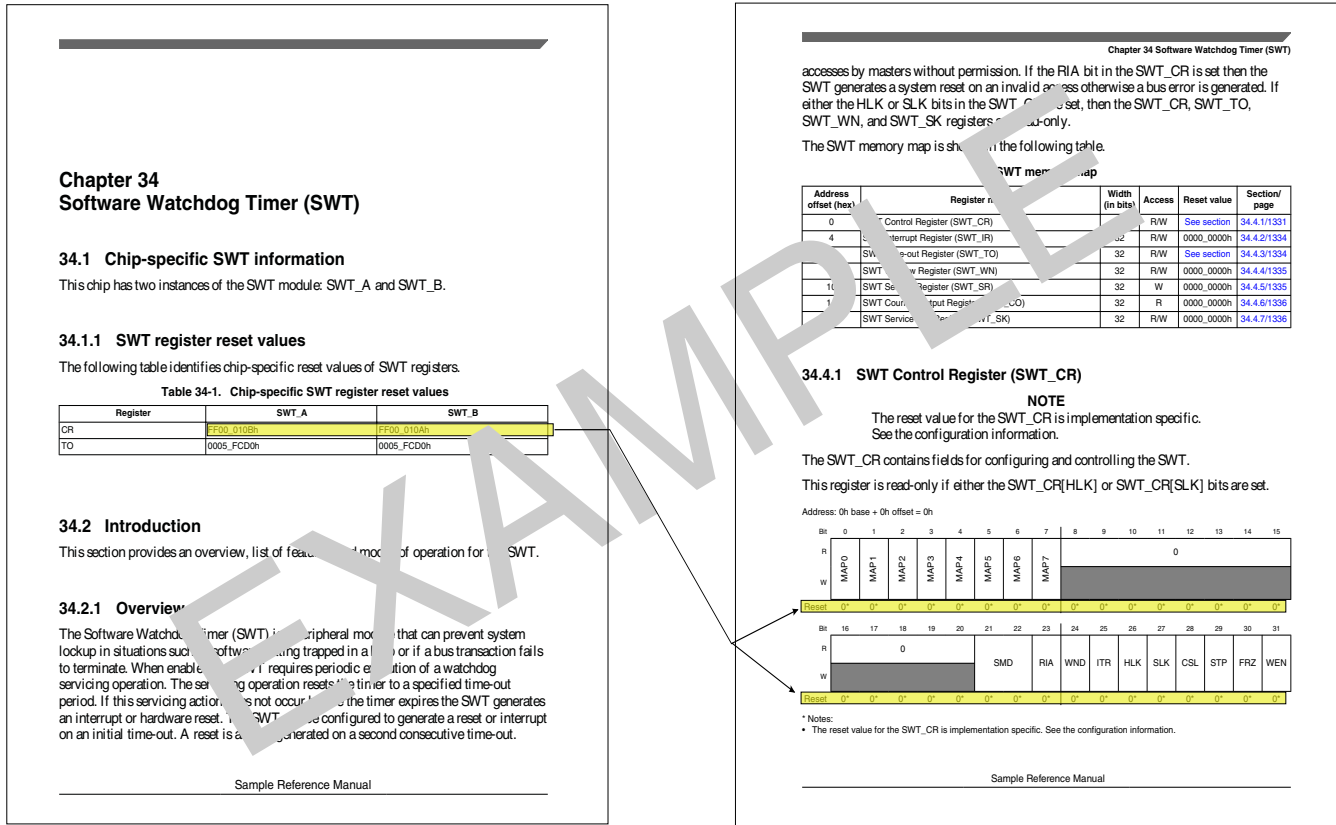 Chapter 34
Software Watchdog Timer (SWT)
34.1 Chip-specific SWT information
This chip has two instances of the SWT module: SWT_A and SWT_B.
34.1.1 SWT register reset values
The following table identifies chip-specific reset values of SWT registers.
Table 34-1. Chip-specific SWT register reset values
Register SWT_A SWT_B
CR FF00_010Bh FF00_010Ah
TO 0005_FCD0h 0005_FCD0h
34.2 Introduction
This section provides an overview, list of of operation for SWT.
34.2.1 Overview
The Software (SWT) that can prevent system
lockup in situations trapped in a or if a bus transaction fails
to terminate. When requires periodic of a watchdog
servicing operation. The operation resets timer to a specified time-out
period. If this servicing action not occur the timer expires the SWT generates
an interrupt or hardware reset. SWT configured to generate a reset or interrupt
on an initial time-out. A reset is generated on a second consecutive time-out.
Sample Reference Manual
Chapter 34 Software Watchdog Timer (SWT)
accesses by masters without permission. If the RIA bit in the SWT_CR is set then the
SWT generates a system reset on an invalid access otherwise a bus error is generated. If
either the HLK or SLK bits in the set, then the SWT_CR, SWT_TO,
SWT_WN, and SWT_SK registers
The SWT memory map is the following table.
SWT
Address offset (hex) Width (in bits) Access Reset value Section/ page
0 Control Register (SWT_CR) R/W See section 34.4.1/1331
4 Interrupt Register (SWT_IR) 32 R/W 0000_0000h 34.4.2/1334
Register (SWT_TO) 32 R/W See section 34.4.3/1334
SWT Register (SWT_WN) 32 R/W 0000_0000h 34.4.4/1335
SWT Register (SWT_SR) 32 W 0000_0000h 34.4.5/1335
SWT 32 R 0000_0000h 34.4.6/1336
SWT Service 32 R/W 0000_0000h 34.4.7/1336
34.4.1 SWT Control Register (SWT_CR)
NOTE
The reset value for the SWT_CR is implementation specific.
See the configuration information.
The SWT_CR contains fields for configuring and controlling the SWT.
This register is read-only if either the SWT_CR[HLK] or SWT_CR[SLK] bits are set.
Address: 0h base + 0h offset = 0h
Bit 0 1 2 3 4 5 6 7 8 9 10 11 12 13 14 15
R 0
MAP0 MAP1 MAP2 MAP3 MAP4 MAP5 MAP6 MAP7
W
Reset 0* 0* 0* 0* 0* 0* 0* 0* 0* 0* 0* 0* 0* 0* 0* 0*
Bit 16 17 18 19 20 21 22 23 24 25 26 27 28 29 30 31
R 0
SMD RIA WND ITR HLK SLK CSL STP FRZ WEN
W
Reset 0* 0* 0* 0* 0* 0* 0* 0* 0* 0* 0* 0* 0* 0* 0* 0*
* Notes:
• The reset value for the SWT_CR is implementation specific. See the configuration information.
Sample Reference Manual
EXAMPLE